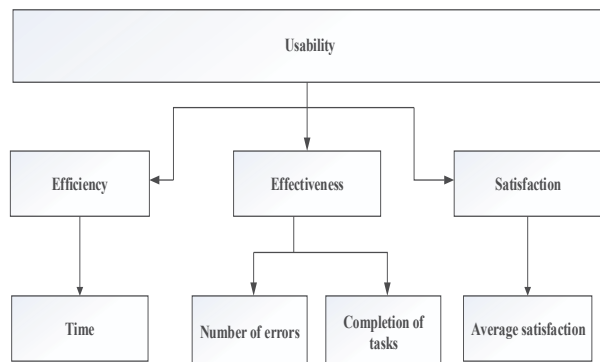 Usability
Efficiency
Effectiveness
Satisfaction
Time
Number of errors
Completion of
tasks
Average satisfaction